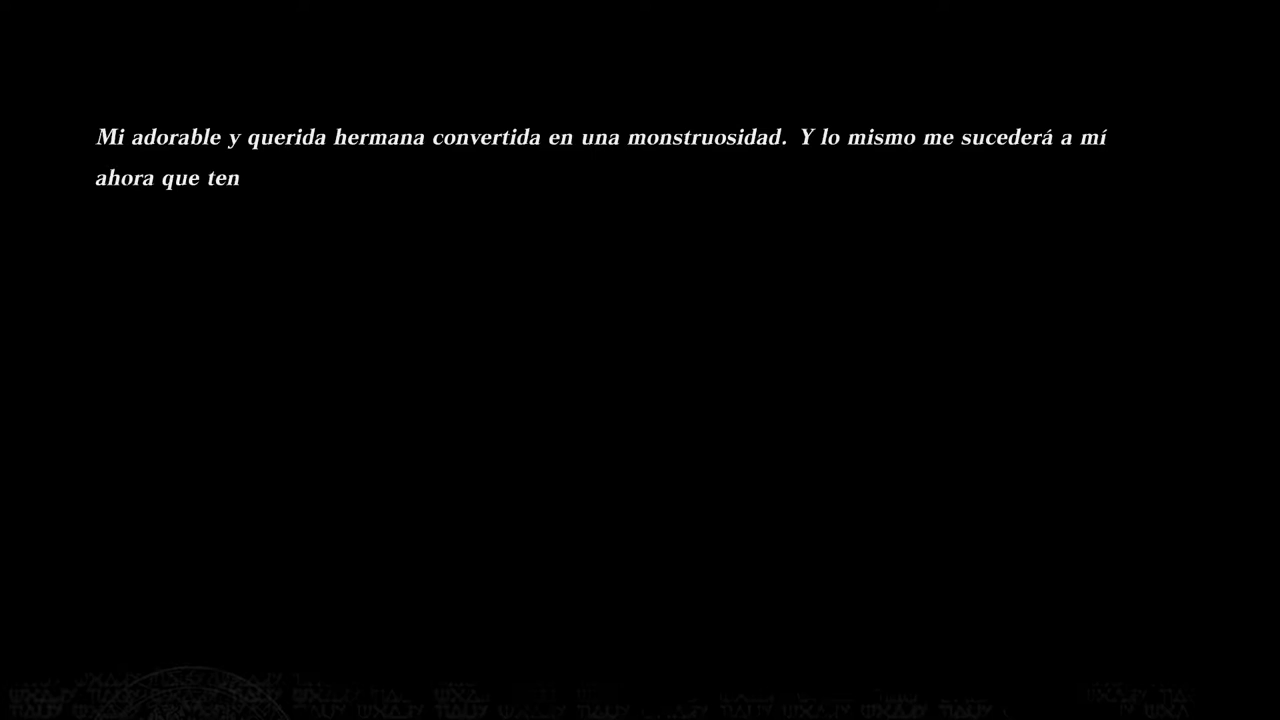 Mi adorable y querida hermana convertida en una monstruosidad. Y lo mismo me sucederá a mí
ahora que ten